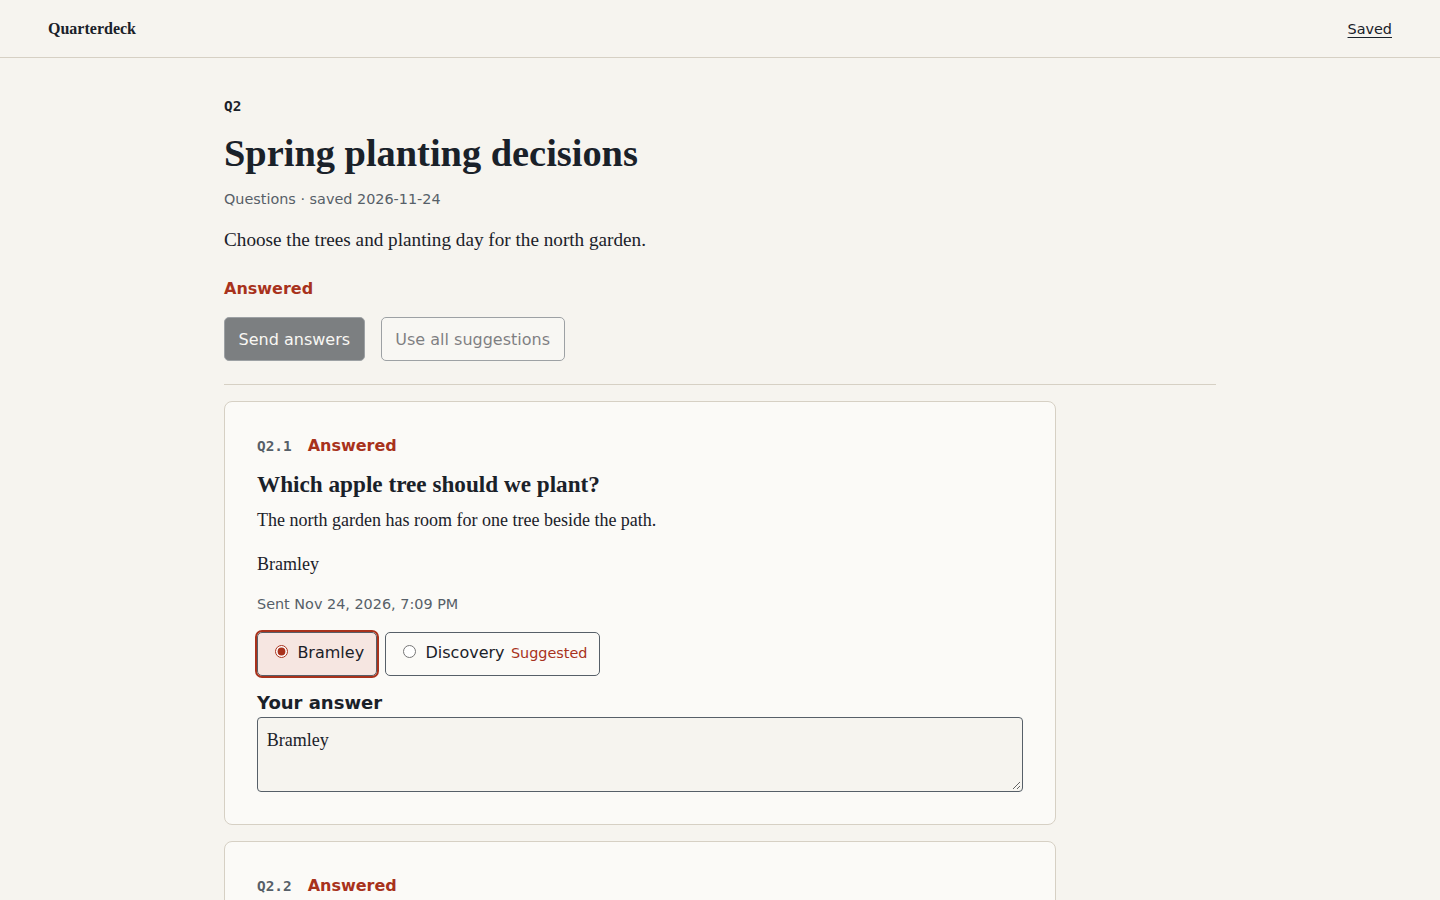 Quarterdeck
Saved
Q2
Spring planting decisions
Questions · saved 2026-11-24
Choose the trees and planting day for the north garden.
Answered
Send answers
Use all suggestions
Q2.1 Answered
Which apple tree should we plant?
The north garden has room for one tree beside the path.
Bramley
Sent Nov 24, 2026, 7:09 PM
Bramley
Discovery Suggested
Your answer
Bramley
Q2.2 Answered